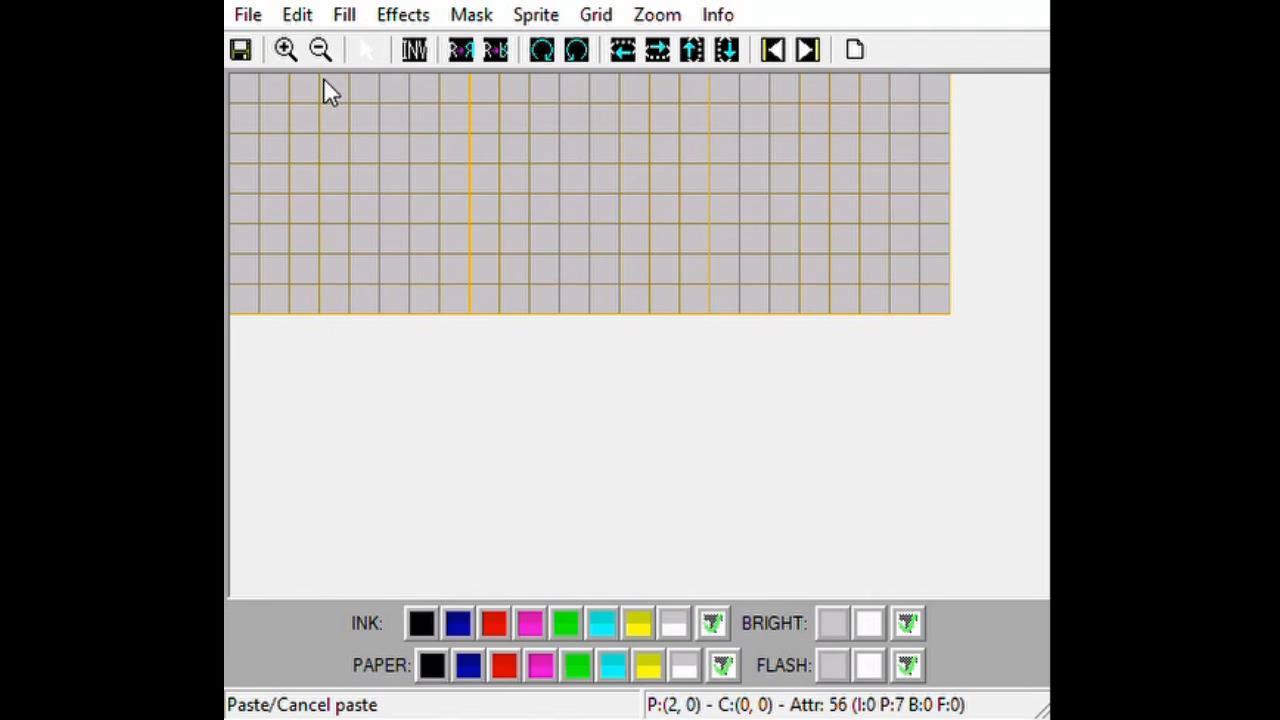 File Edit Fill Effects Mask Sprite Grid Zoom Info
INV
INK: BRIGHT:
PAPER: FLASH:
Paste/Cancel paste P:(2, 0) - C:(0, 0) - Attr: 56 (I:0 P:7 B:0 F:0)